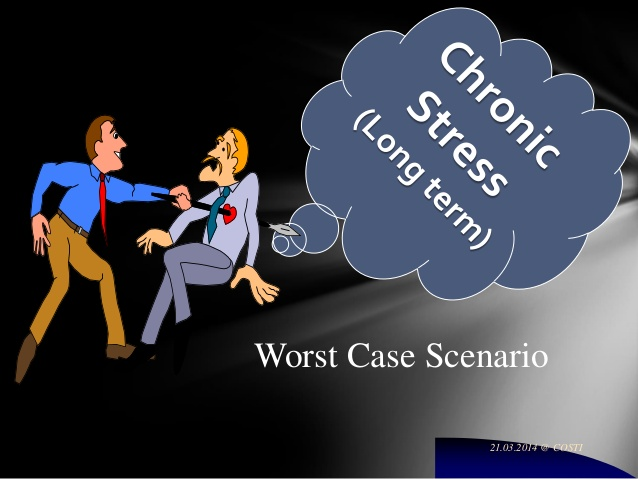 Chronic
Stress
(Long term)
Worst Case Scenario
21.03.2014 @ COSTI